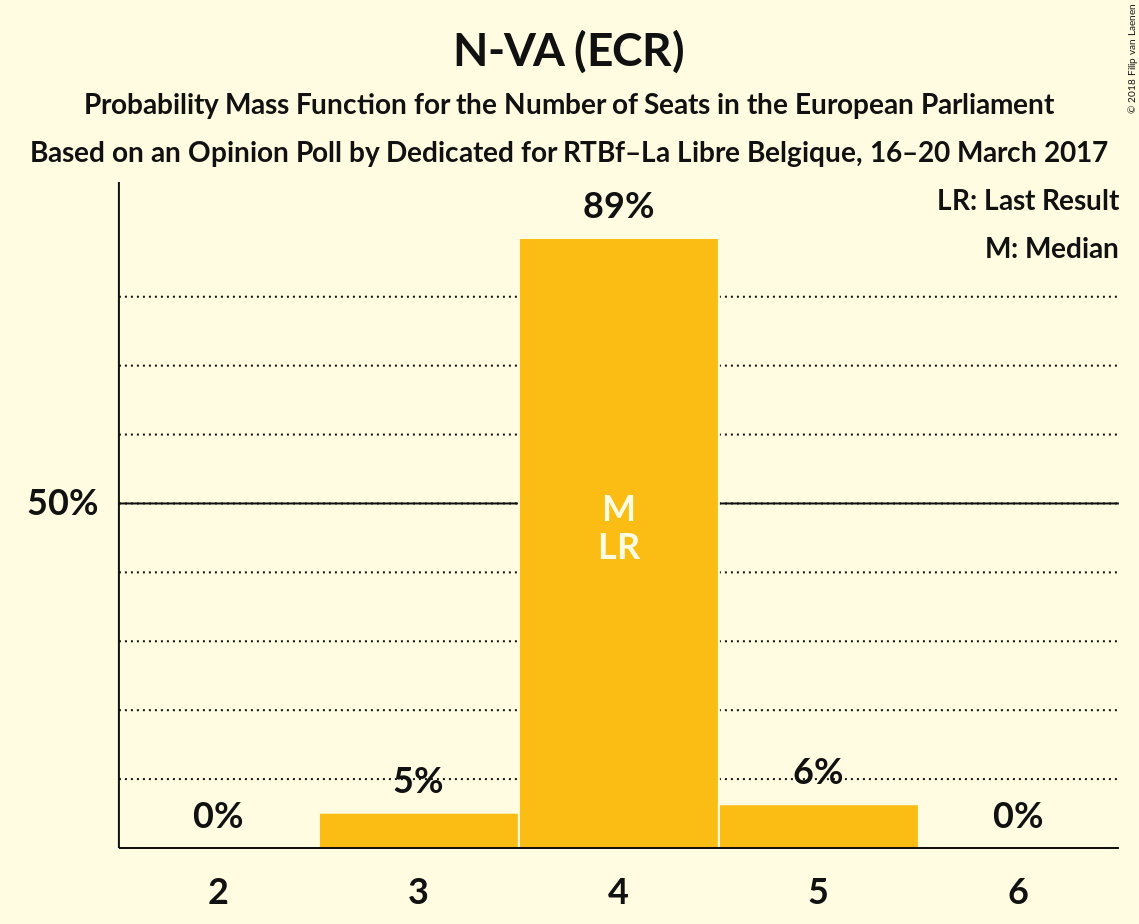 N-VA (ECR)
Probability Mass Function for the Number of Seats in the European Parliament
Based on an Opinion Poll by Dedicated for RTBf–La Libre Belgique, 16–20 March 2017
© 2018 Filip van Laenen
LR: Last Result
M: Median
89%
50%
M
LR
0%
5%
6%
0%
2
3
4
5
6